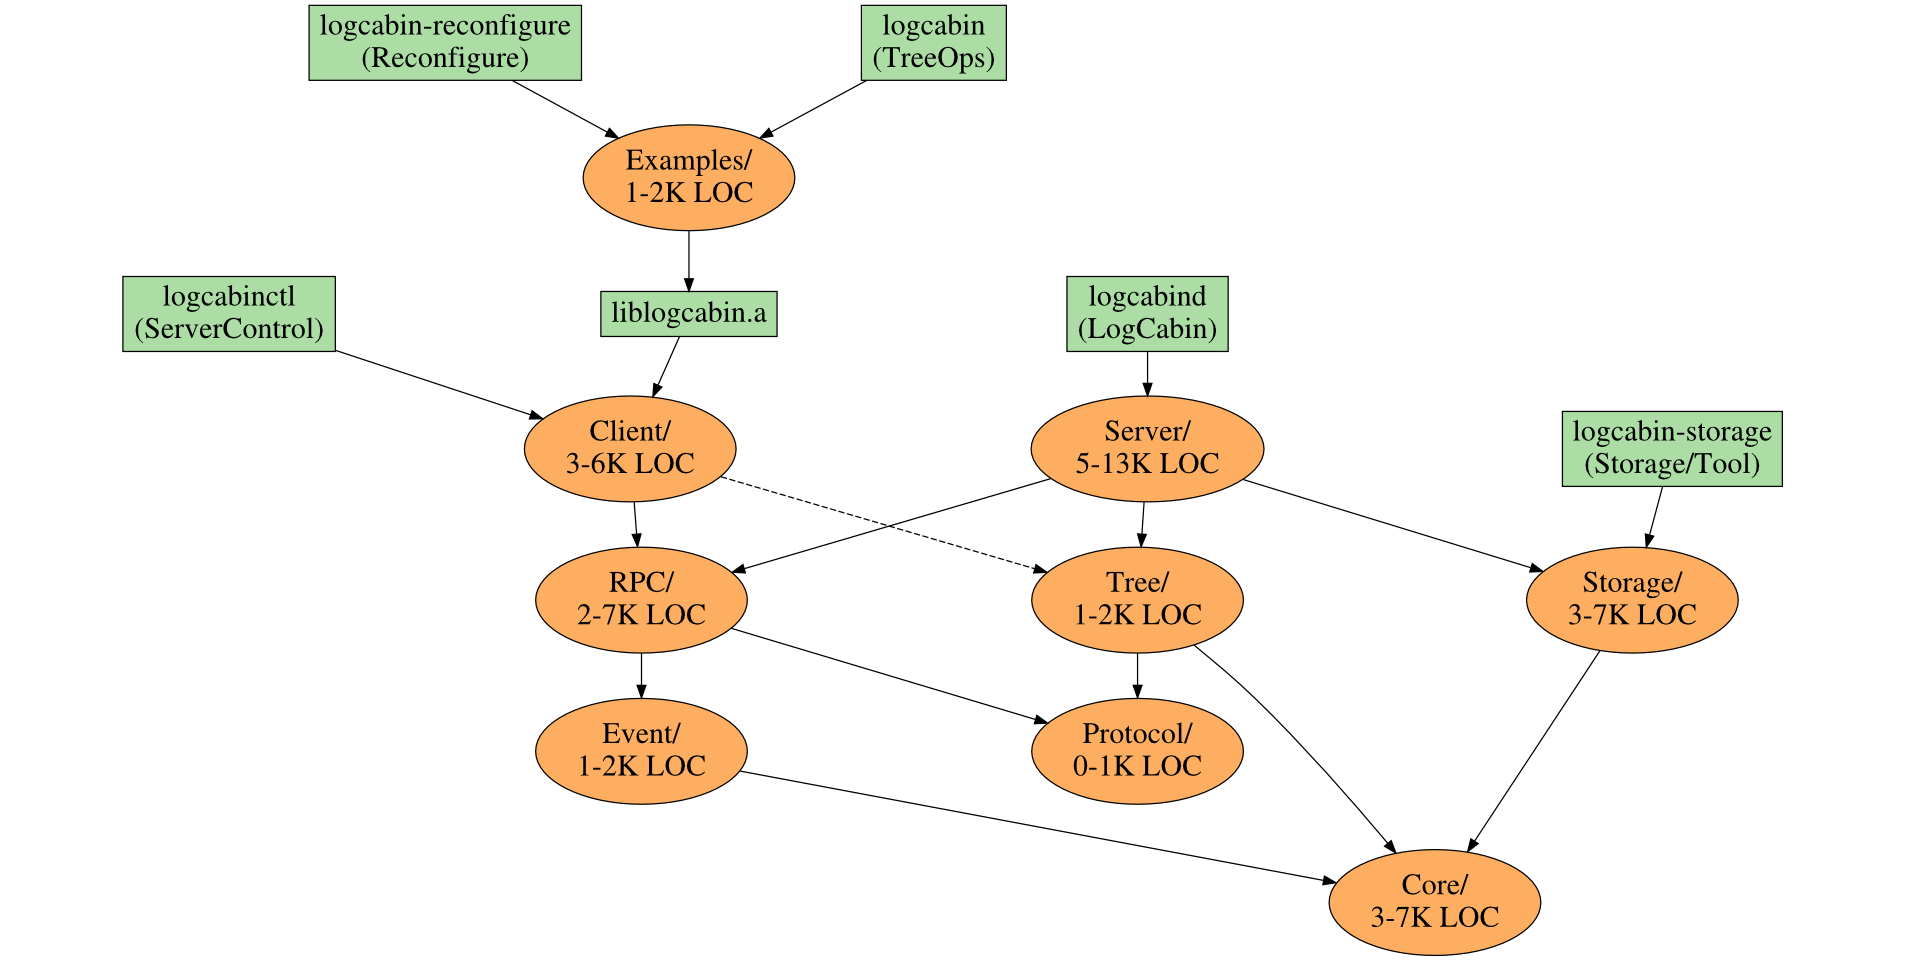 logcabin-reconfigure
(Reconfigure)
logcabin
(TreeOps)
Examples/
1-2K LOC
logcabinctl
(ServerControl)
liblogcabin.a
logcabind
(LogCabin)
Client/
3-6K LOC
Server/
5-13K LOC
logcabin-storage
(Storage/Tool)
RPC/
2-7K LOC
Tree/
1-2K LOC
Storage/
3-7K LOC
Event/
1-2K LOC
Protocol/
0-1K LOC
Core/
3-7K LOC